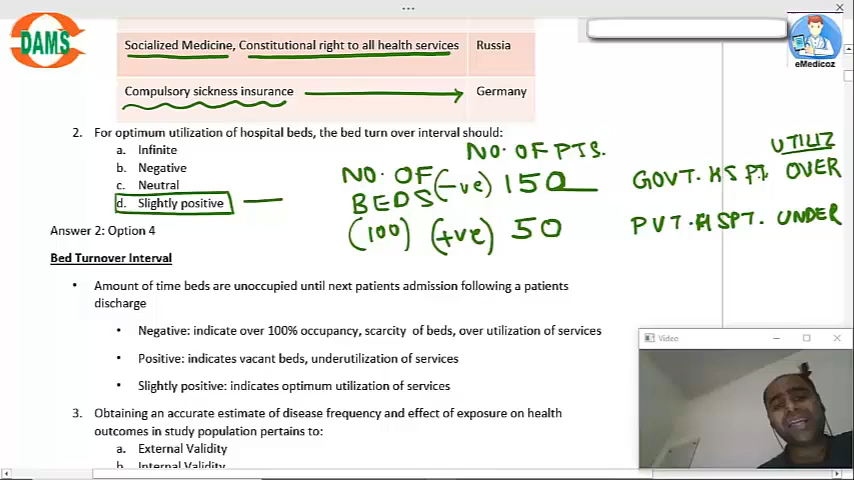 DAMS
eMedicoz
Socialized Medicine, Constitutional right to all health services Russia
Compulsory sickness insurance Germany
2. For optimum utilization of hospital beds, the bed turn over interval should:
a. Infinite
b. Negative
c. Neutral
d. Slightly positive
NO. OF PTS.
NO. OF BEDS (100)
(-ve) 150
(+ve) 50
UTILIZ
GOVT. HSPT. OVER
PVT. HSPT. UNDER
Answer 2: Option 4
Bed Turnover Interval
• Amount of time beds are unoccupied until next patients admission following a patients
discharge
• Negative: indicate over 100% occupancy, scarcity of beds, over utilization of services
• Positive: indicates vacant beds, underutilization of services
• Slightly positive: indicates optimum utilization of services
Video
3. Obtaining an accurate estimate of disease frequency and effect of exposure on health
outcomes in study population pertains to:
a. External Validity
b. Internal Validity